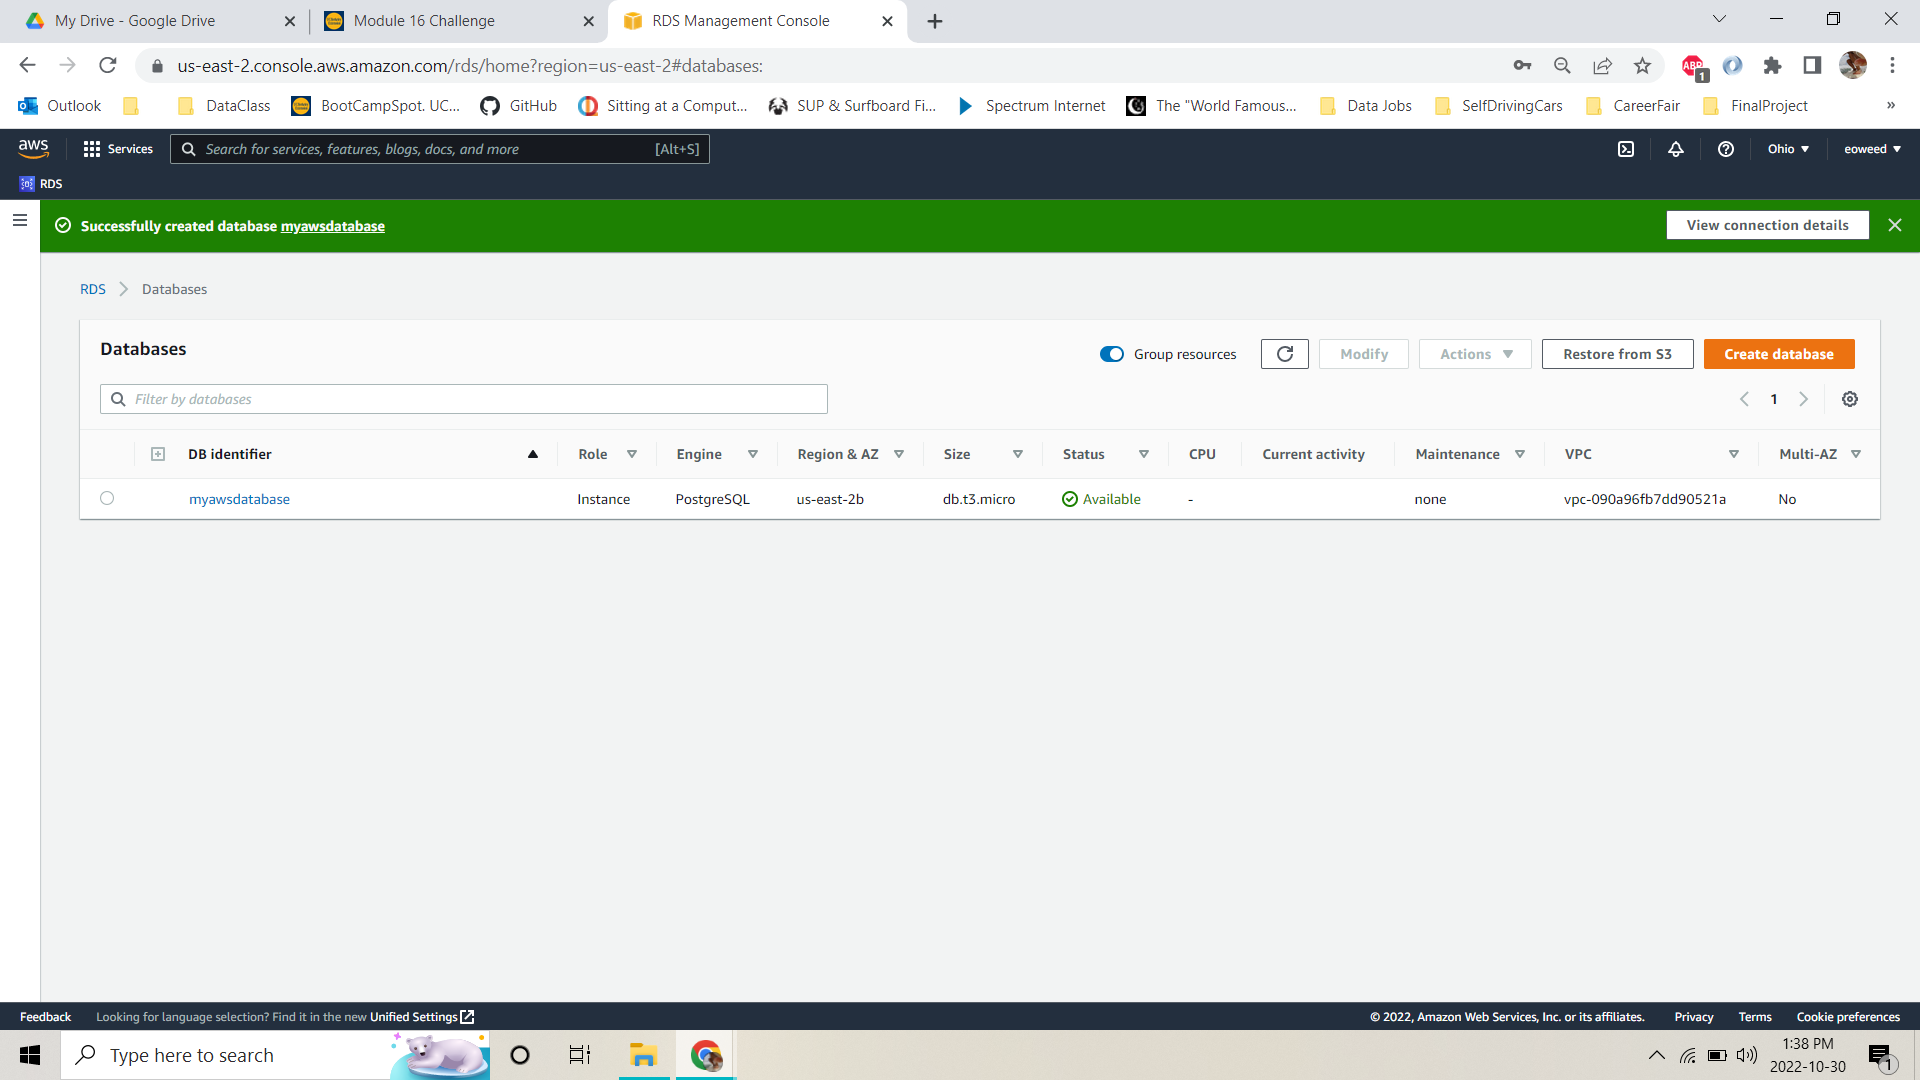 My Drive - Google Drive
Module 16 Challenge
RDS Management Console
us-east-2.console.aws.amazon.com/rds/home?region=us-east-2#databases:
ABP
1
Outlook
DataClass
BootCampSpot. UC...
GitHub
Sitting at a Comput...
SUP & Surfboard Fi...
Spectrum Internet
The "World Famous...
Data Jobs
SelfDrivingCars
CareerFair
FinalProject
»
aws
Services
Search for services, features, blogs, docs, and more
[Alt+S]
Ohio
eoweed
RDS
Successfully created database myawsdatabase
View connection details
RDS
Databases
Databases
Group resources
Modify
Actions
Restore from S3
Create database
Filter by databases
1
DB identifier
Role
Engine
Region & AZ
Size
Status
CPU
Current activity
Maintenance
VPC
Multi-AZ
myawsdatabase
Instance
PostgreSQL
us-east-2b
db.t3.micro
Available
-
none
vpc-090a96fb7dd90521a
No
Feedback
Looking for language selection? Find it in the new Unified Settings
© 2022, Amazon Web Services, Inc. or its affiliates.
Privacy
Terms
Cookie preferences
Type here to search
1:38 PM
2022-10-30
1